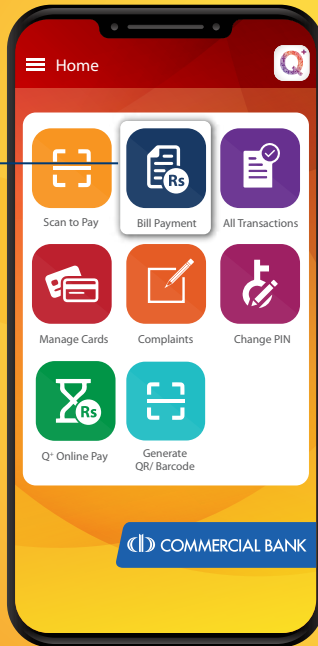 Home
Q+
Rs
Scan to Pay
Bill Payment
All Transactions
Manage Cards
Complaints
Change PIN
Rs
Q+ Online Pay
Generate
QR/ Barcode
COMMERCIAL BANK